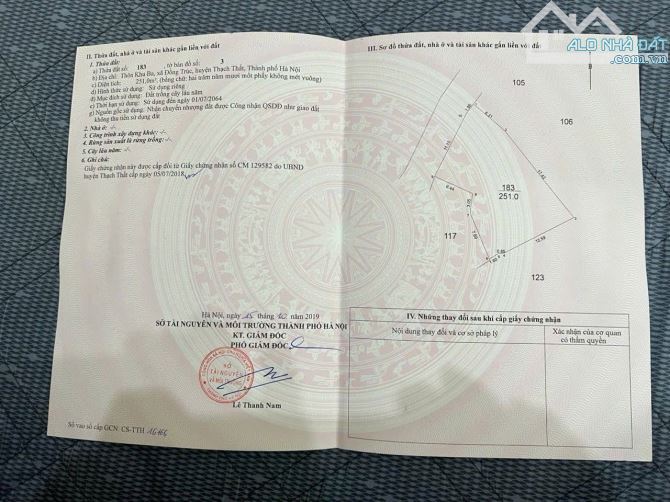 II. Thửa đất, nhà ở và tài sản khác gắn liền với đất
1. Thửa đất:
a) Thửa đất số: 183 , tờ bản đồ số: 3
b) Địa chỉ: Thôn Khu Ba, xã Đồng Trúc, huyện Thạch Thất, Thành phố Hà Nội
c) Diện tích: 251,0m² (bằng chữ: hai trăm năm mươi mốt phẩy không mét vuông)
d) Hình thức sử dụng: Sử dụng riêng
đ) Mục đích sử dụng: Đất trồng cây lâu năm
e) Thời hạn sử dụng: Sử dụng đến ngày 01/07/2064
g) Nguồn gốc sử dụng: Nhận chuyển nhượng đất được Công nhận QSDĐ như giao đất
không thu tiền sử dụng đất
2. Nhà ở: -/-
3. Công trình xây dựng khác: -/-
4. Rừng sản xuất là rừng trồng: -/-
5. Cây lâu năm: -/-
6. Ghi chú:
Giấy chứng nhận này được cấp đổi từ Giấy chứng nhận số CM 129582 do UBND
huyện Thạch Thất cấp ngày 05/07/2018
Hà Nội, ngày 15 tháng 10 năm 2019
SỞ TÀI NGUYÊN VÀ MÔI TRƯỜNG THÀNH PHỐ HÀ NỘI
KT. GIÁM ĐỐC
PHÓ GIÁM ĐỐC
SỞ
TÀI NGUYÊN
VÀ MÔI TRƯỜNG
Lê Thanh Nam
Số vào sổ cấp GCN: CS-TTH
III. Sơ đồ thửa đất, nhà ở và tài sản khác gắn liền với đất
ALO NHÀ ĐẤT
105
106
183
251.0
117
123
12.58
IV. Những thay đổi sau khi cấp giấy chứng nhận
Nội dung thay đổi và cơ sở pháp lý
Xác nhận của cơ quan
có thẩm quyền